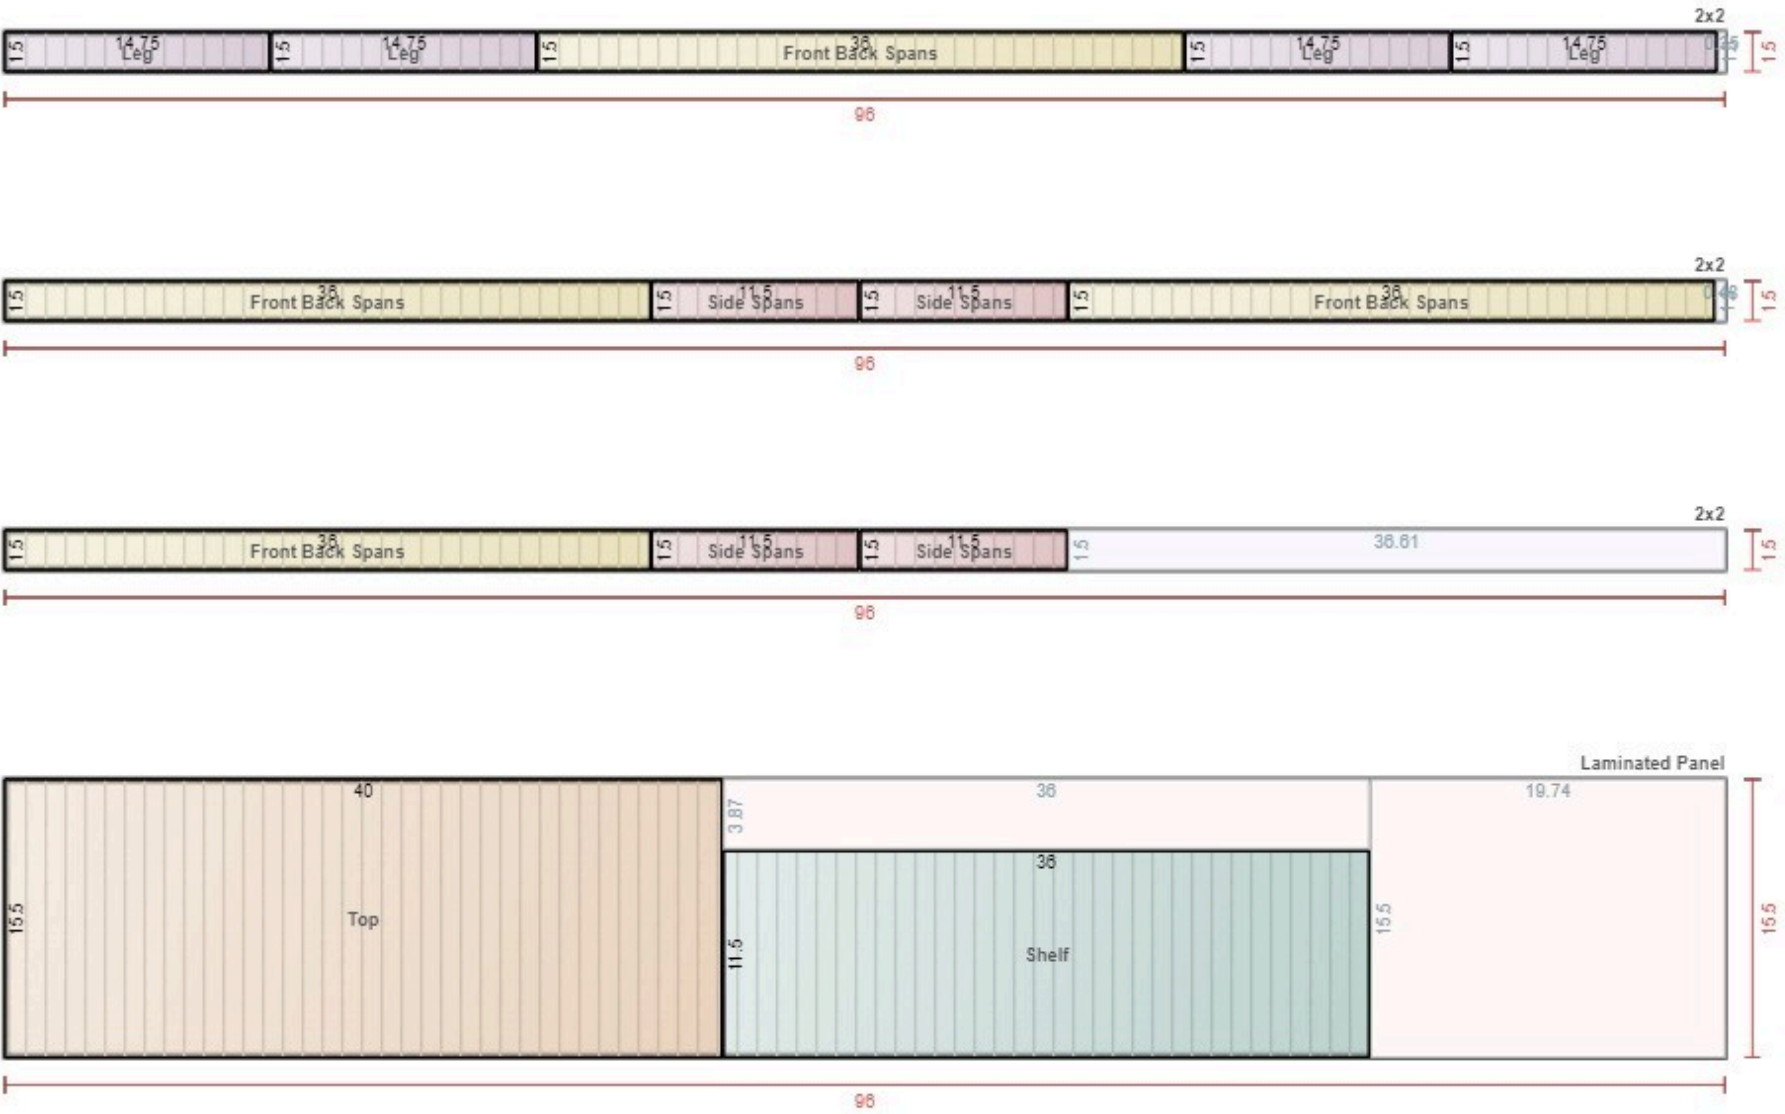 2x2
1.5 14.75 Leg 1.5 14.75 Leg 1.5 36 Front Back Spans 1.5 14.75 Leg 1.5 14.75 Leg 1.5
96
2x2
1.5 36 Front Back Spans 1.5 11.5 Side Spans 1.5 11.5 Side Spans 1.5 36 Front Back Spans 1.5
96
2x2
1.5 36 Front Back Spans 1.5 11.5 Side Spans 1.5 11.5 Side Spans 1.5 36.61 1.5
96
Laminated Panel
40 36 19.74
3.87
36
15.5 Top 15.5 15.5
11.5 Shelf
96